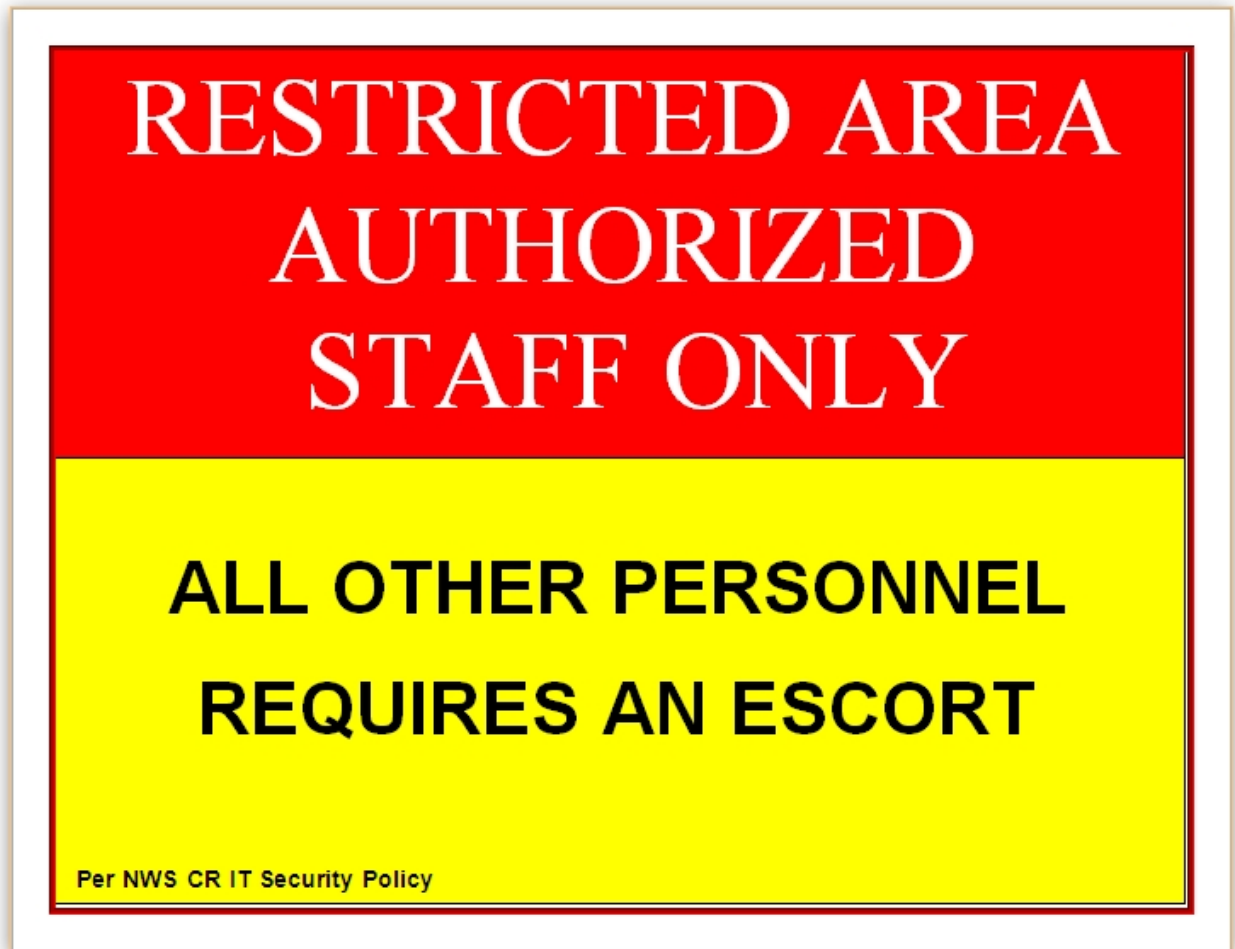 RESTRICTED AREA
AUTHORIZED
STAFF ONLY
ALL OTHER PERSONNEL
REQUIRES AN ESCORT
Per NWS CR IT Security Policy